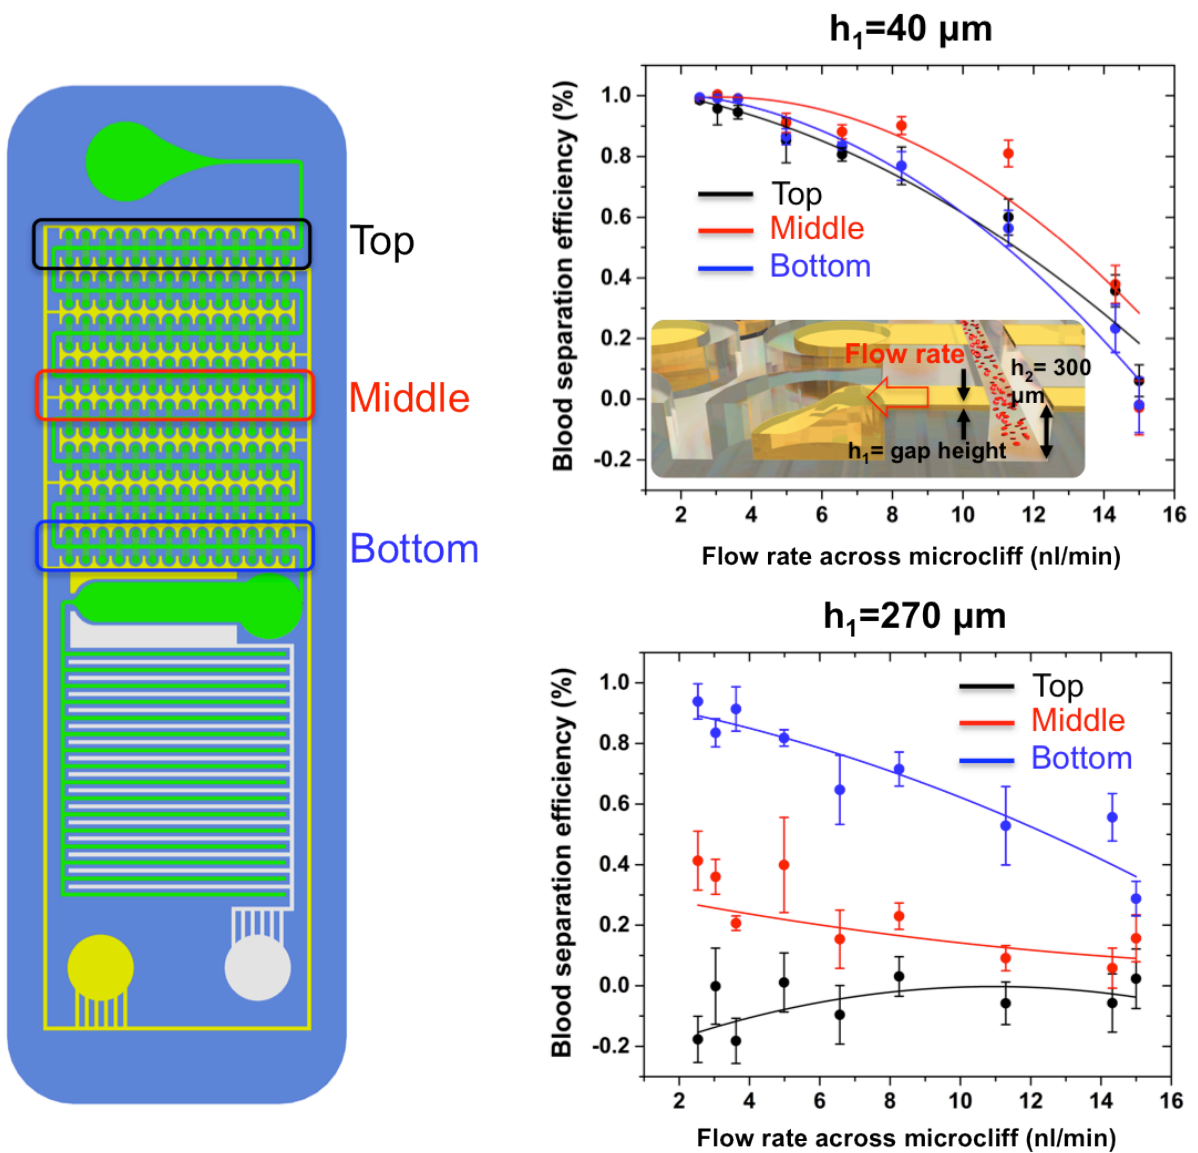 Top
Middle
Bottom
h₁=40 µm
Blood separation efficiency (%)
1.0
0.8
0.6
0.4
0.2
0.0
-0.2
Top
Middle
Bottom
Flow rate
h₂= 300
µm
h₁= gap height
2 4 6 8 10 12 14 16
Flow rate across microcliff (nl/min)
h₁=270 µm
Blood separation efficiency (%)
1.0
0.8
0.6
0.4
0.2
0.0
-0.2
Top
Middle
Bottom
2 4 6 8 10 12 14 16
Flow rate across microcliff (nl/min)